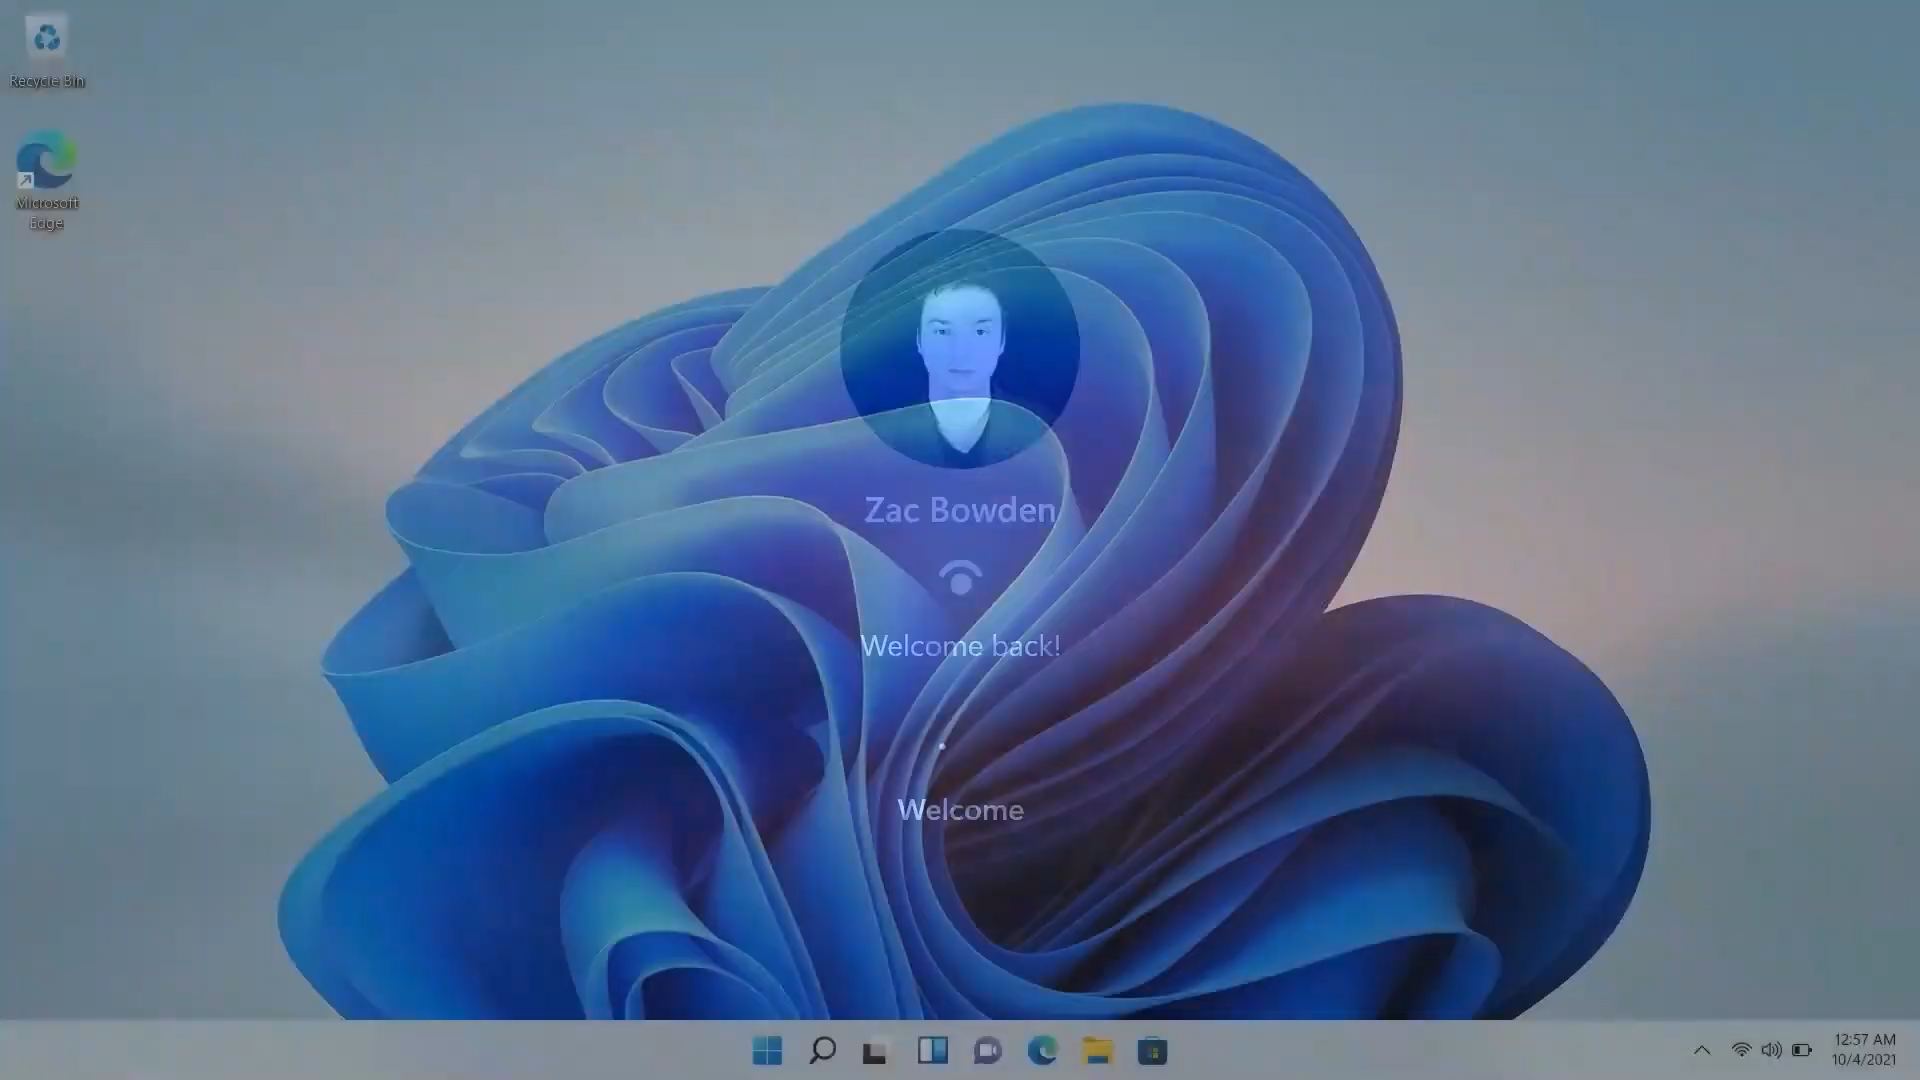 Recycle Bin
Microsoft
Edge
Zac Bowden
Welcome back!
Welcome
12:57 AM
10/4/2021